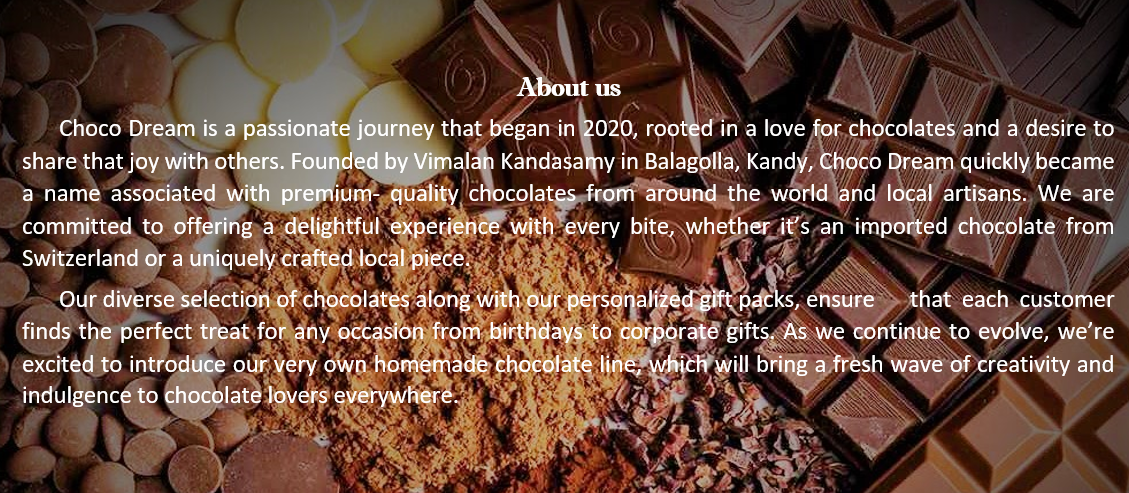 About us
Choco Dream is a passionate journey that began in 2020, rooted in a love for chocolates and a desire to
share that joy with others. Founded by Vimalan Kandasamy in Balagolla, Kandy, Choco Dream quickly became
a name associated with premium- quality chocolates from around the world and local artisans. We are
committed to offering a delightful experience with every bite, whether it’s an imported chocolate from
Switzerland or a uniquely crafted local piece.
Our diverse selection of chocolates along with our personalized gift packs, ensure that each customer
finds the perfect treat for any occasion from birthdays to corporate gifts. As we continue to evolve, we’re
excited to introduce our very own homemade chocolate line, which will bring a fresh wave of creativity and
indulgence to chocolate lovers everywhere.